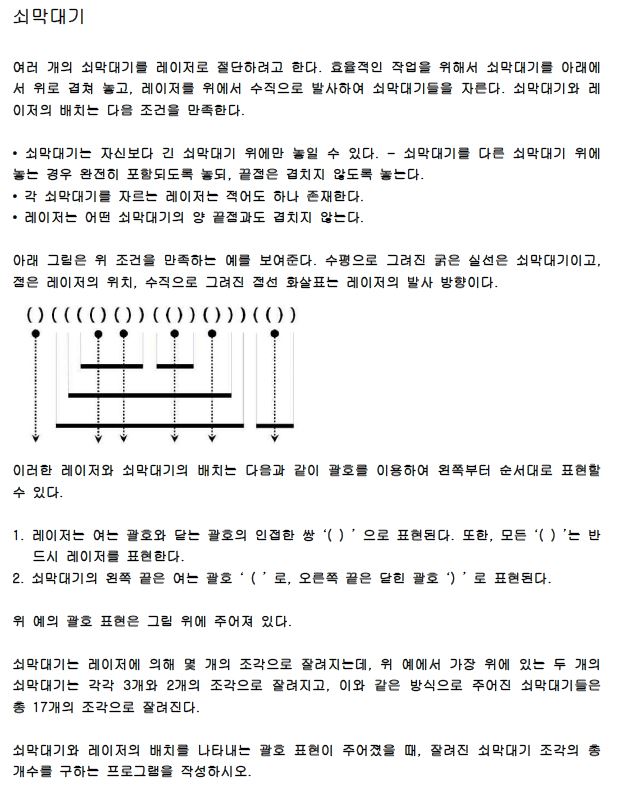 쇠막대기
여러 개의 쇠막대기를 레이저로 절단하려고 한다. 효율적인 작업을 위해서 쇠막대기를 아래에
서 위로 겹쳐 놓고, 레이저를 위에서 수직으로 발사하여 쇠막대기들을 자른다. 쇠막대기와 레
이저의 배치는 다음 조건을 만족한다.
• 쇠막대기는 자신보다 긴 쇠막대기 위에만 놓일 수 있다. - 쇠막대기를 다른 쇠막대기 위에
놓는 경우 완전히 포함되도록 놓되, 끝점은 겹치지 않도록 놓는다.
• 각 쇠막대기를 자르는 레이저는 적어도 하나 존재한다.
• 레이저는 어떤 쇠막대기의 양 끝점과도 겹치지 않는다.
아래 그림은 위 조건을 만족하는 예를 보여준다. 수평으로 그려진 굵은 실선은 쇠막대기이고,
점은 레이저의 위치, 수직으로 그려진 점선 화살표는 레이저의 발사 방향이다.
()(((()())(())()))(())
이러한 레이저와 쇠막대기의 배치는 다음과 같이 괄호를 이용하여 왼쪽부터 순서대로 표현할
수 있다.
1. 레이저는 여는 괄호와 닫는 괄호의 인접한 쌍 ‘( ) ’ 으로 표현된다. 또한, 모든 ‘( ) ’는 반
드시 레이저를 표현한다.
2. 쇠막대기의 왼쪽 끝은 여는 괄호 ‘ ( ’ 로, 오른쪽 끝은 닫힌 괄호 ‘) ’ 로 표현된다.
위 예의 괄호 표현은 그림 위에 주어져 있다.
쇠막대기는 레이저에 의해 몇 개의 조각으로 잘려지는데, 위 예에서 가장 위에 있는 두 개의
쇠막대기는 각각 3개와 2개의 조각으로 잘려지고, 이와 같은 방식으로 주어진 쇠막대기들은
총 17개의 조각으로 잘려진다.
쇠막대기와 레이저의 배치를 나타내는 괄호 표현이 주어졌을 때, 잘려진 쇠막대기 조각의 총
개수를 구하는 프로그램을 작성하시오.